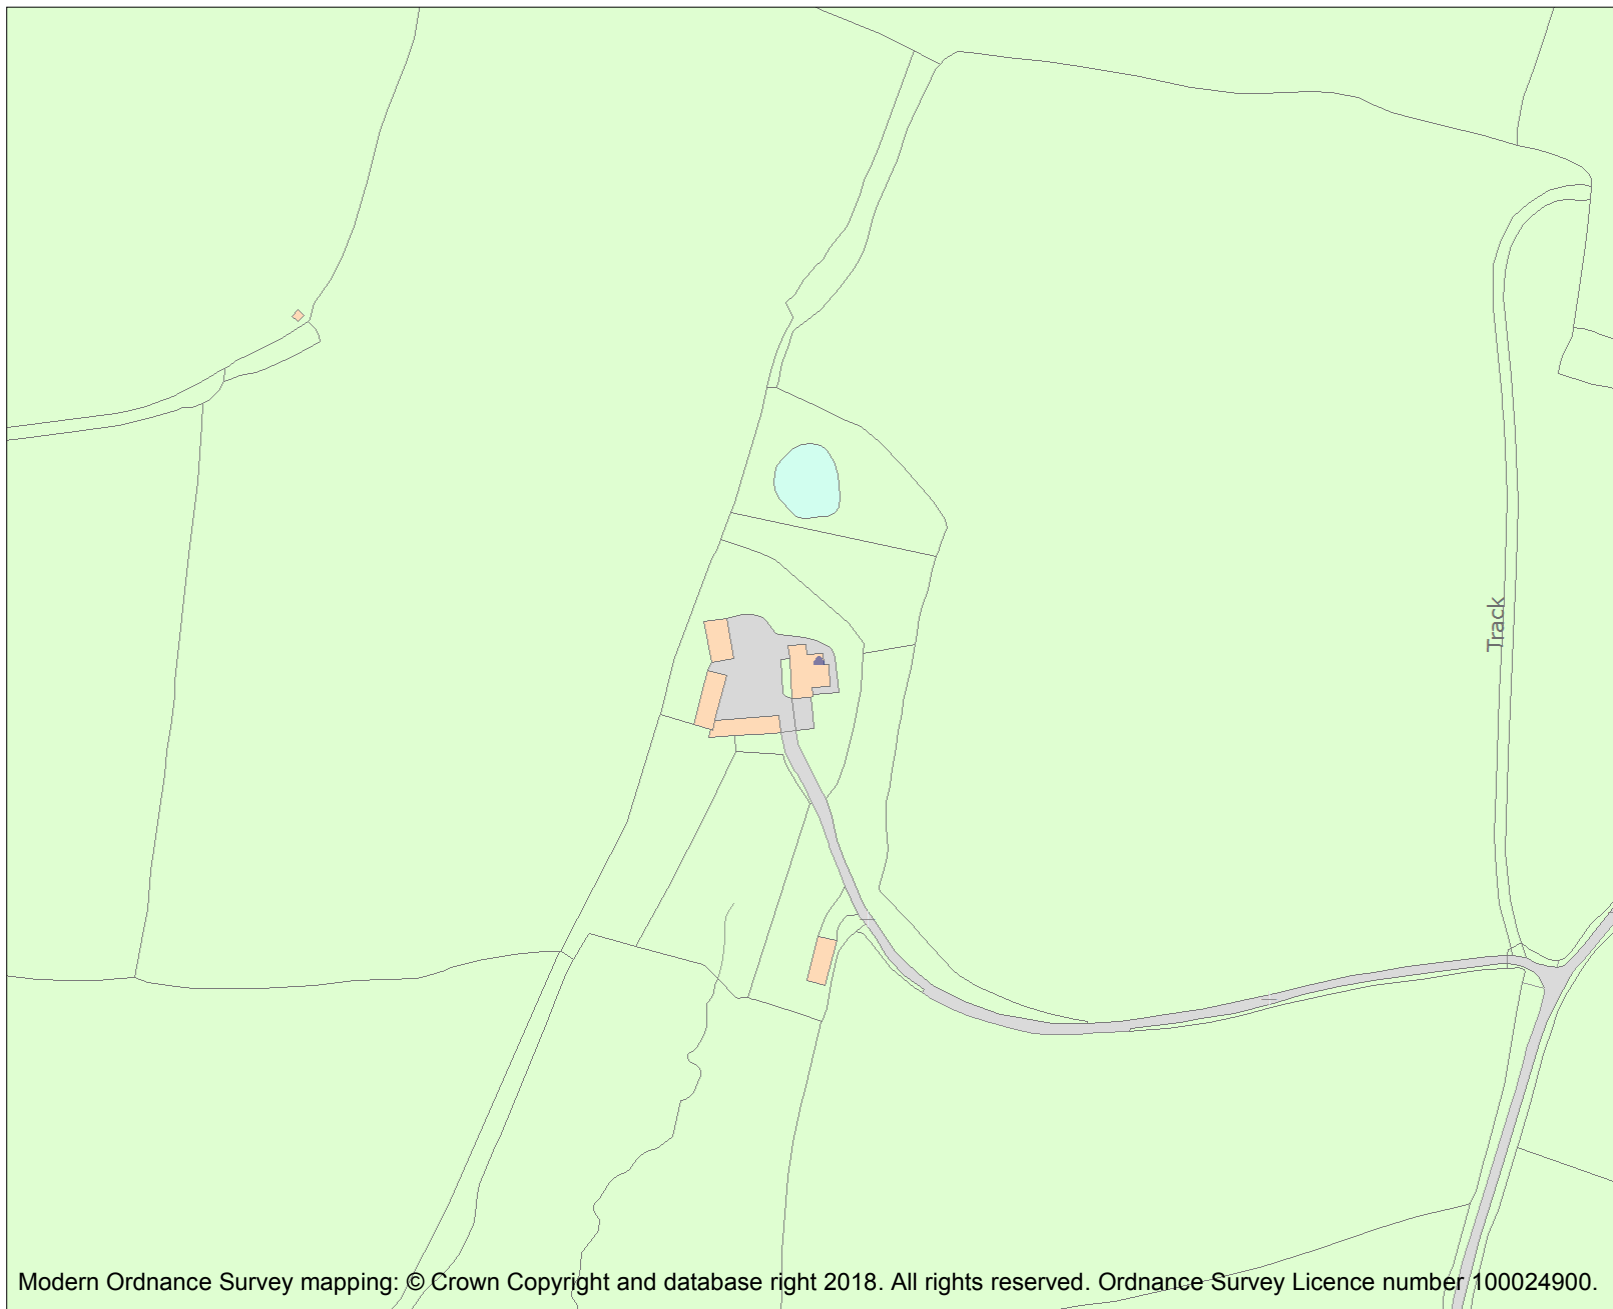 Track
Modern Ordnance Survey mapping: © Crown Copyright and database right 2018. All rights reserved. Ordnance Survey Licence number 100024900.